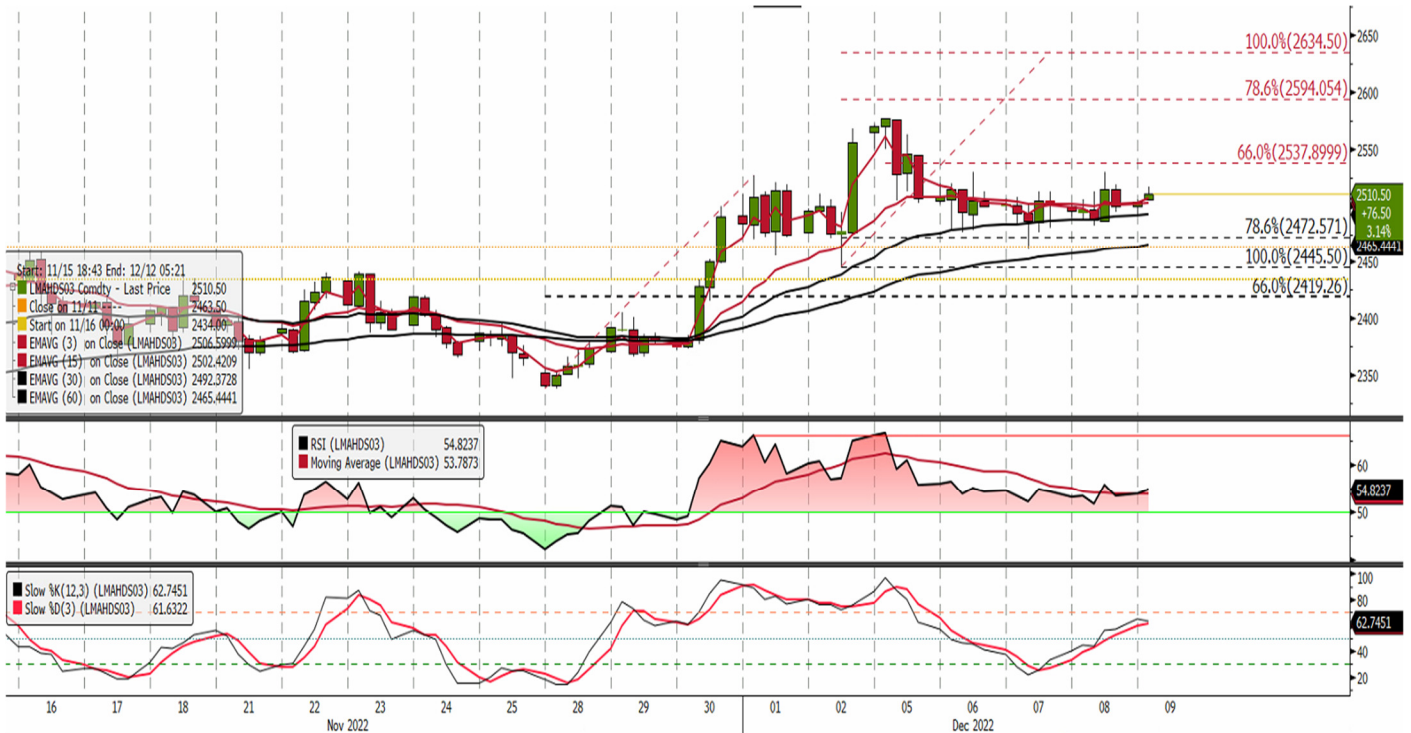 2650
100.0%(2634.50)
2600
78.6%(2594.054)
2550
66.0%(2537.8999)
2510.50
+76.50
3.14%
78.6%(2472.571)
2465.4441
2450
100.0%(2445.50)
66.0%(2419.26)
2400
2350
Start: 11/15 18:43 End: 12/12 05:21
LMAHDS03 Comdty - Last Price 2510.50
Close on 11/11 ---- 2463.50
Start on 11/16 00:00 2434.00
EMAVG (3) on Close (LMAHDS03) 2506.5999
EMAVG (15) on Close (LMAHDS03) 2502.4209
EMAVG (30) on Close (LMAHDS03) 2492.3728
EMAVG (60) on Close (LMAHDS03) 2465.4441
RSI (LMAHDS03) 54.8237
Moving Average (LMAHDS03) 53.7873
60
54.8237
50
Slow %K(12,3) (LMAHDS03) 62.7451
Slow %D(3) (LMAHDS03) 61.6322
100
80
62.7451
40
20
16 17 18 21 22 23 24 25 28 29 30 01 02 05 06 07 08 09
Nov 2022 Dec 2022